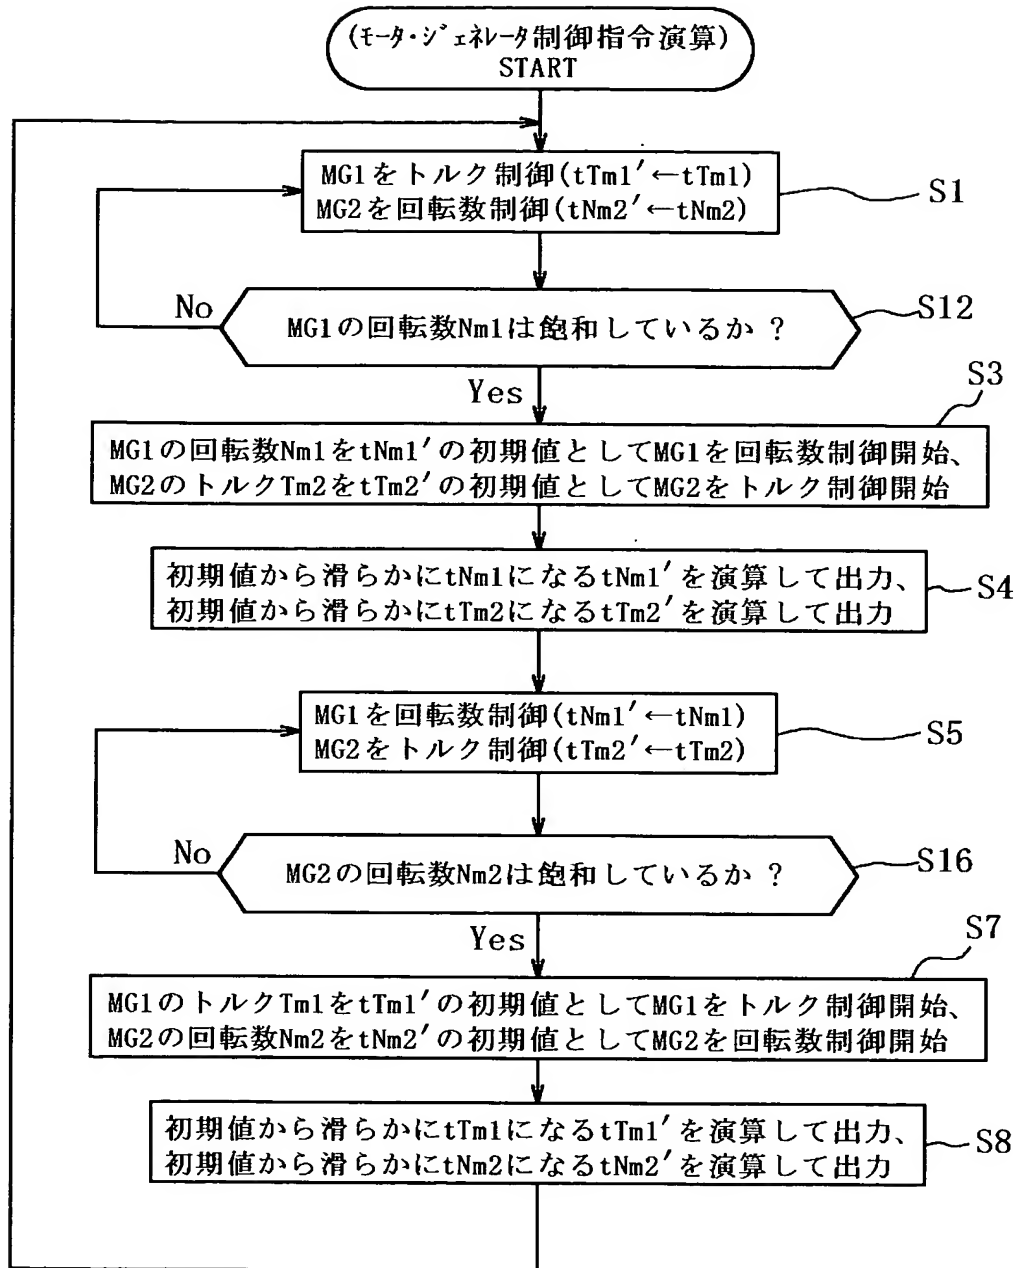 (モータ・ジェネレータ制御指令演算)
START
MG1をトルク制御(tTm1′←tTm1)
MG2を回転数制御(tNm2′←tNm2)
S1
No
MG1の回転数Nm1は飽和しているか?
S12
Yes
S3
MG1の回転数Nm1をtNm1′の初期値としてMG1を回転数制御開始、
MG2のトルクTm2をtTm2′の初期値としてMG2をトルク制御開始
初期値から滑らかにtNm1になるtNm1′を演算して出力、
初期値から滑らかにtTm2になるtTm2′を演算して出力
S4
MG1を回転数制御(tNm1′←tNm1)
MG2をトルク制御(tTm2′←tTm2)
S5
No
MG2の回転数Nm2は飽和しているか?
S16
Yes
S7
MG1のトルクTm1をtTm1′の初期値としてMG1をトルク制御開始、
MG2の回転数Nm2をtNm2′の初期値としてMG2を回転数制御開始
初期値から滑らかにtTm1になるtTm1′を演算して出力、
初期値から滑らかにtNm2になるtNm2′を演算して出力
S8